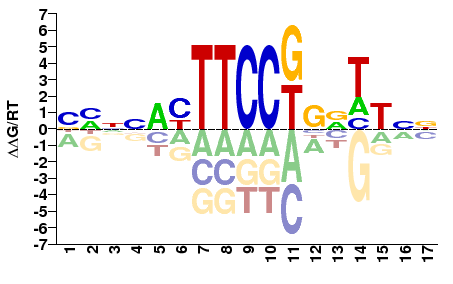 7
6
5
4
3
2
1
0
-1
-2
-3
-4
-5
-6
-7
ΔΔG/RT
1 2 3 4 5 6 7 8 9 10 11 12 13 14 15 16 17
C C T C A C T T C C G G G T T C G
A T T A A C
C
A A C A A A A A A C T G A A C
G G T G C C G G C A T G
G G T T